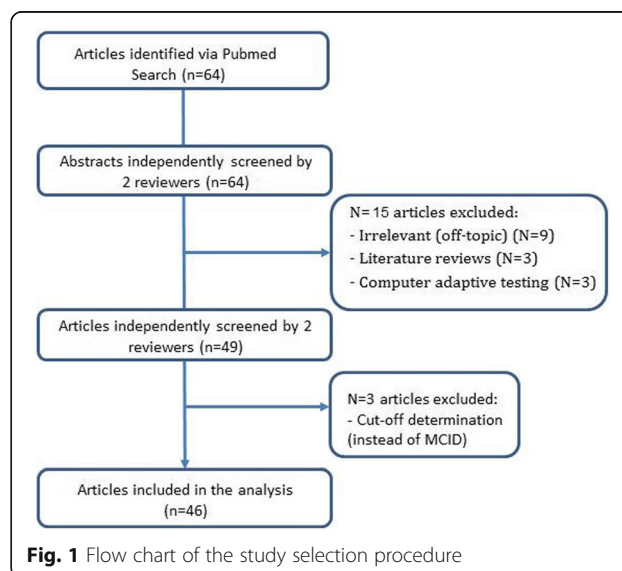 Articles identified via Pubmed
Search (n=64)
Abstracts independently screened by
2 reviewers (n=64)
N= 15 articles excluded:
- Irrelevant (off-topic) (N=9)
- Literature reviews (N=3)
- Computer adaptive testing (N=3)
Articles independently screened by 2
reviewers (n=49)
N=3 articles excluded:
- Cut-off determination
(instead of MCID)
Articles included in the analysis
(n=46)
Fig. 1 Flow chart of the study selection procedure